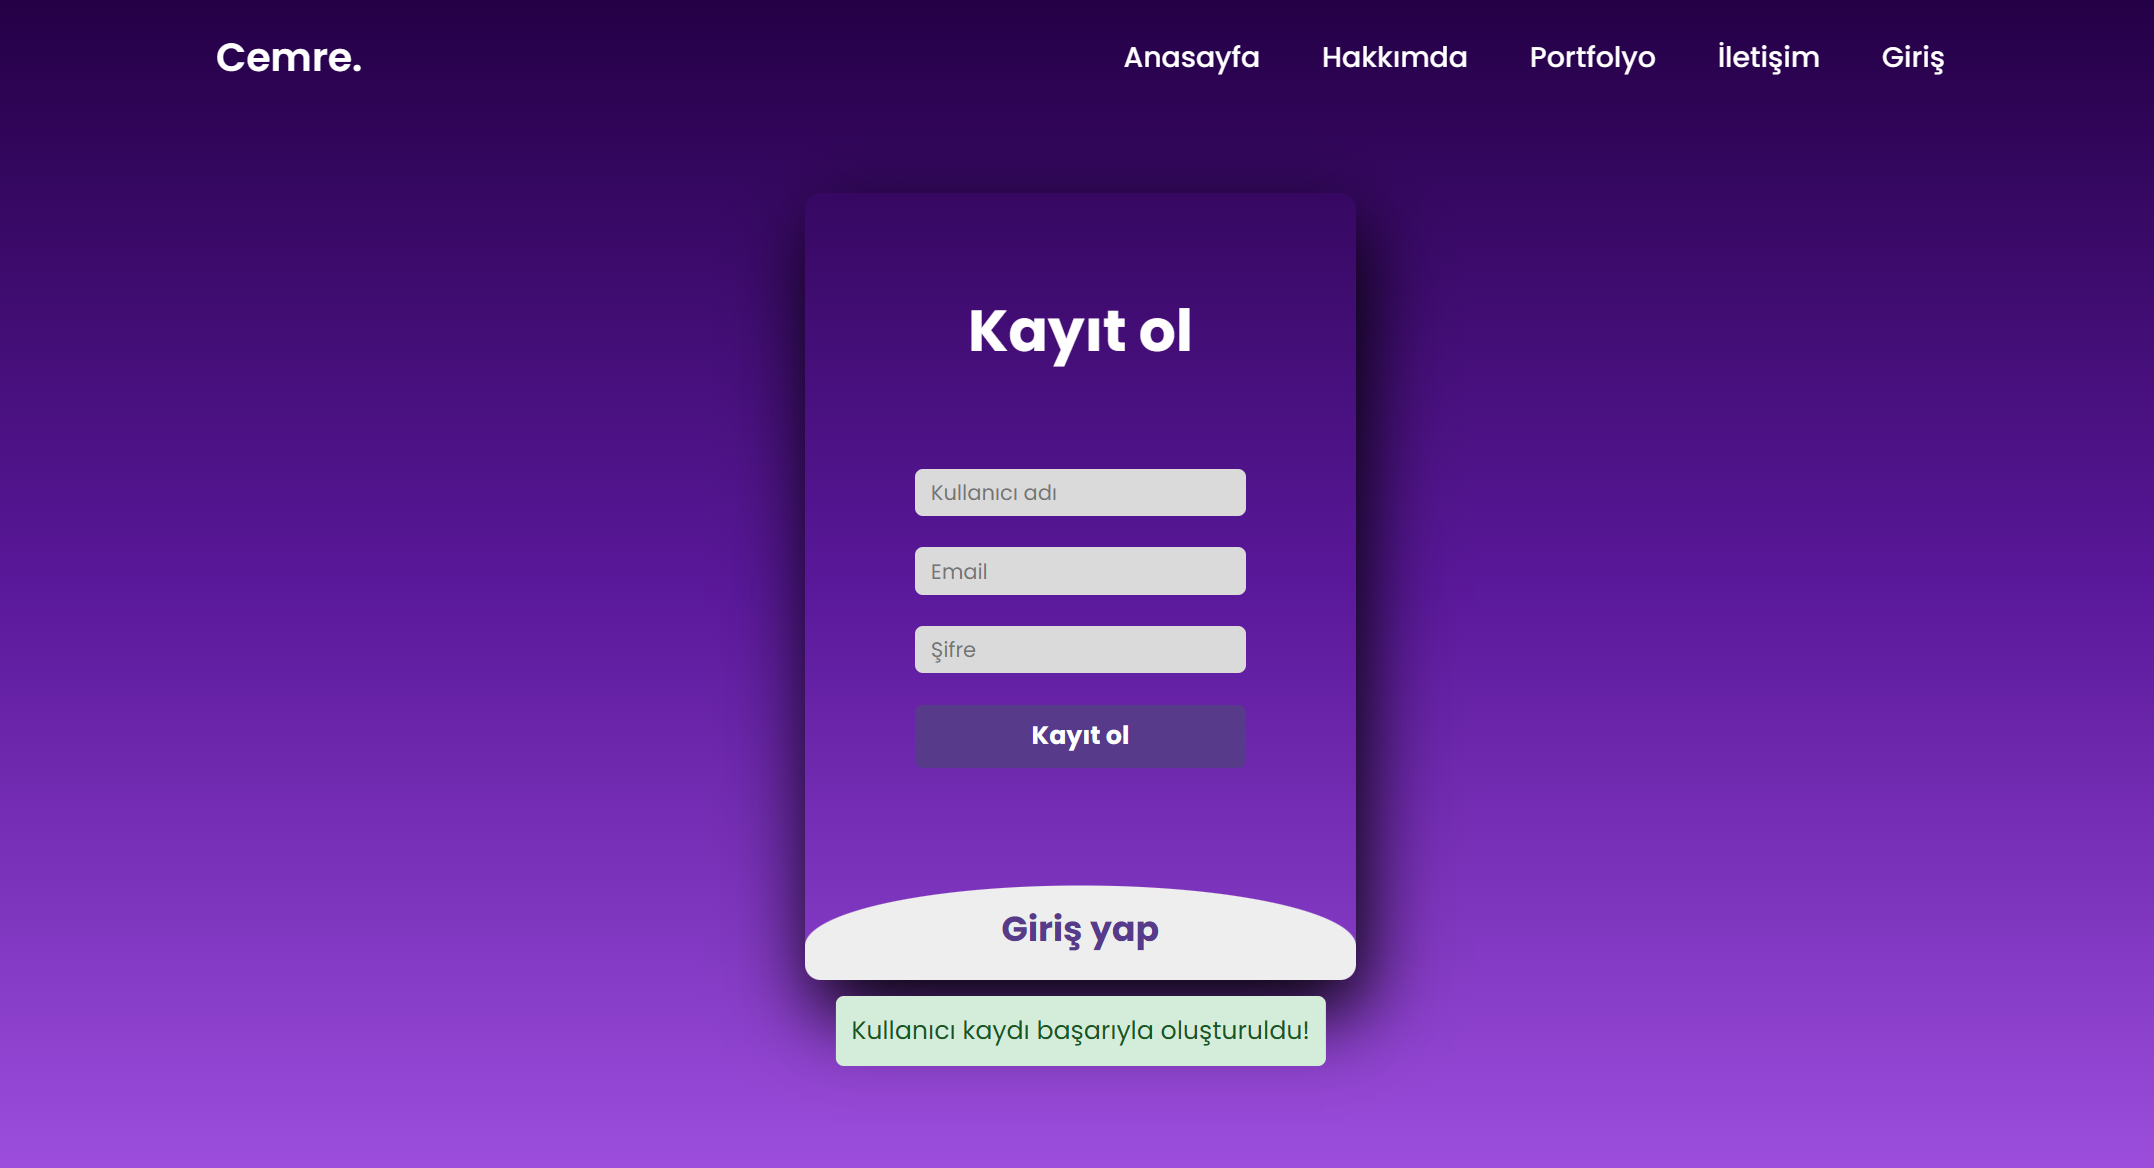 Cemre.
Anasayfa Hakkımda Portfolyo İletişim Giriş
Kayıt ol
Kullanıcı adı
Email
Şifre
Kayıt ol
Giriş yap
Kullanıcı kaydı başarıyla oluşturuldu!